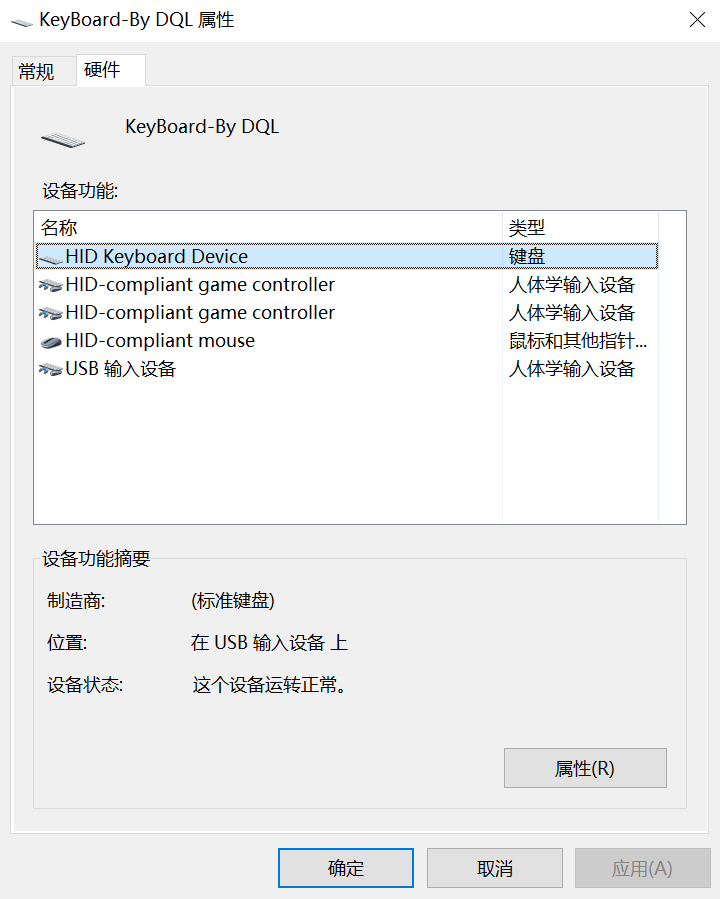 KeyBoard-By DQL 属性
常规 硬件
KeyBoard-By DQL
设备功能:
名称 类型
HID Keyboard Device 键盘
HID-compliant game controller 人体学输入设备
HID-compliant game controller 人体学输入设备
HID-compliant mouse 鼠标和其他指针...
USB 输入设备 人体学输入设备
设备功能摘要
制造商: (标准键盘)
位置: 在 USB 输入设备 上
设备状态: 这个设备运转正常。
属性(R)
确定 取消 应用(A)